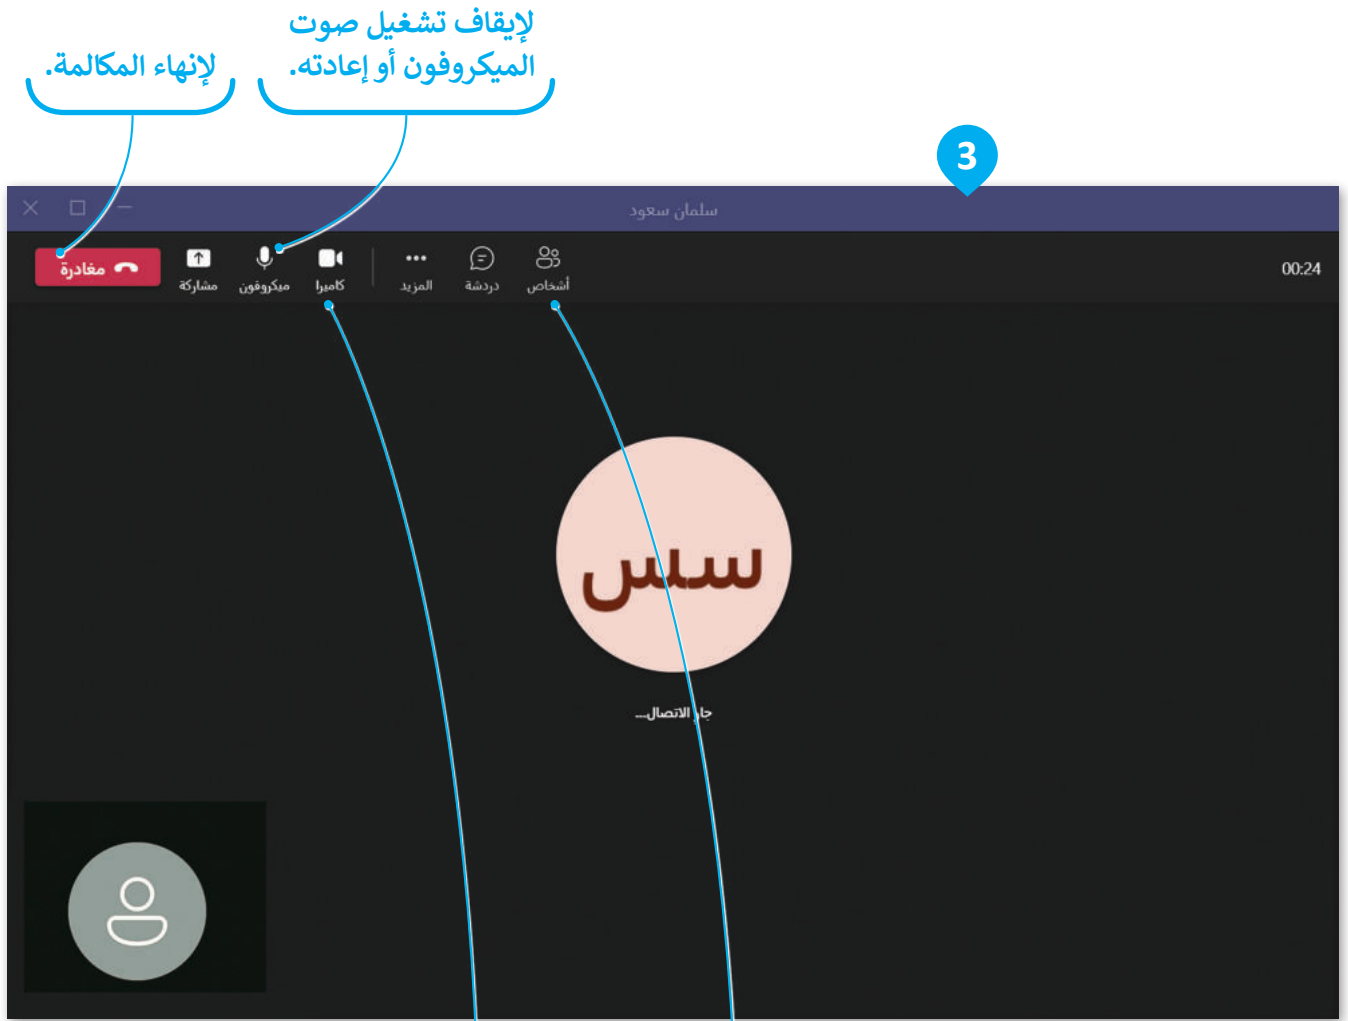 لإيقاف تشغيل صوت
الميكروفون أو إعادته.
لإنهاء المكالمة.
3
سلمان سعود
00:24
أشخاص
دردشة
المزيد
كاميرا
ميكروفون
مشاركة
مغادرة
سس
جارٍ الاتصال...